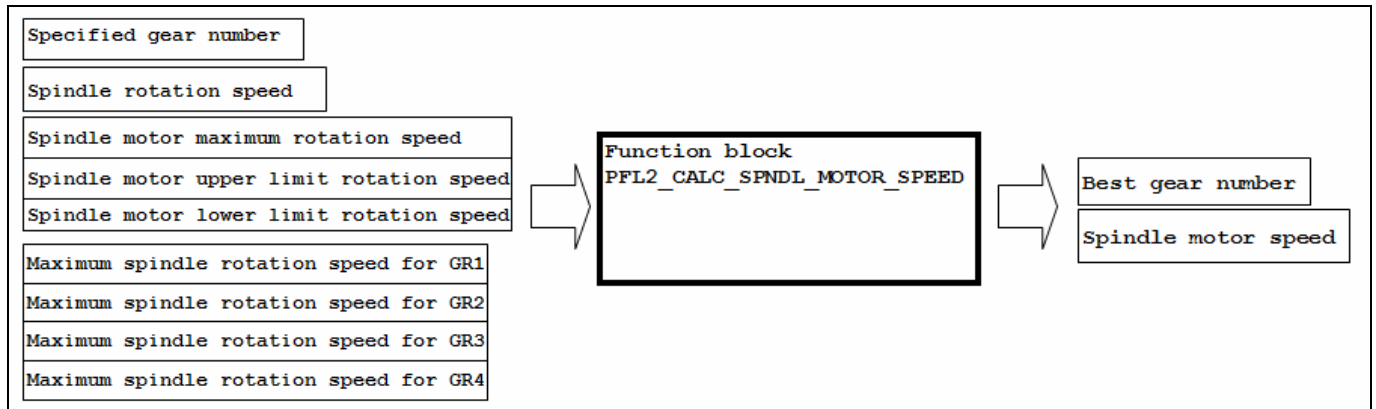 Specified gear number
Spindle rotation speed
Spindle motor maximum rotation speed
Spindle motor upper limit rotation speed
Spindle motor lower limit rotation speed
Maximum spindle rotation speed for GR1
Maximum spindle rotation speed for GR2
Maximum spindle rotation speed for GR3
Maximum spindle rotation speed for GR4
Function block
PFL2_CALC_SPNDL_MOTOR_SPEED
Best gear number
Spindle motor speed